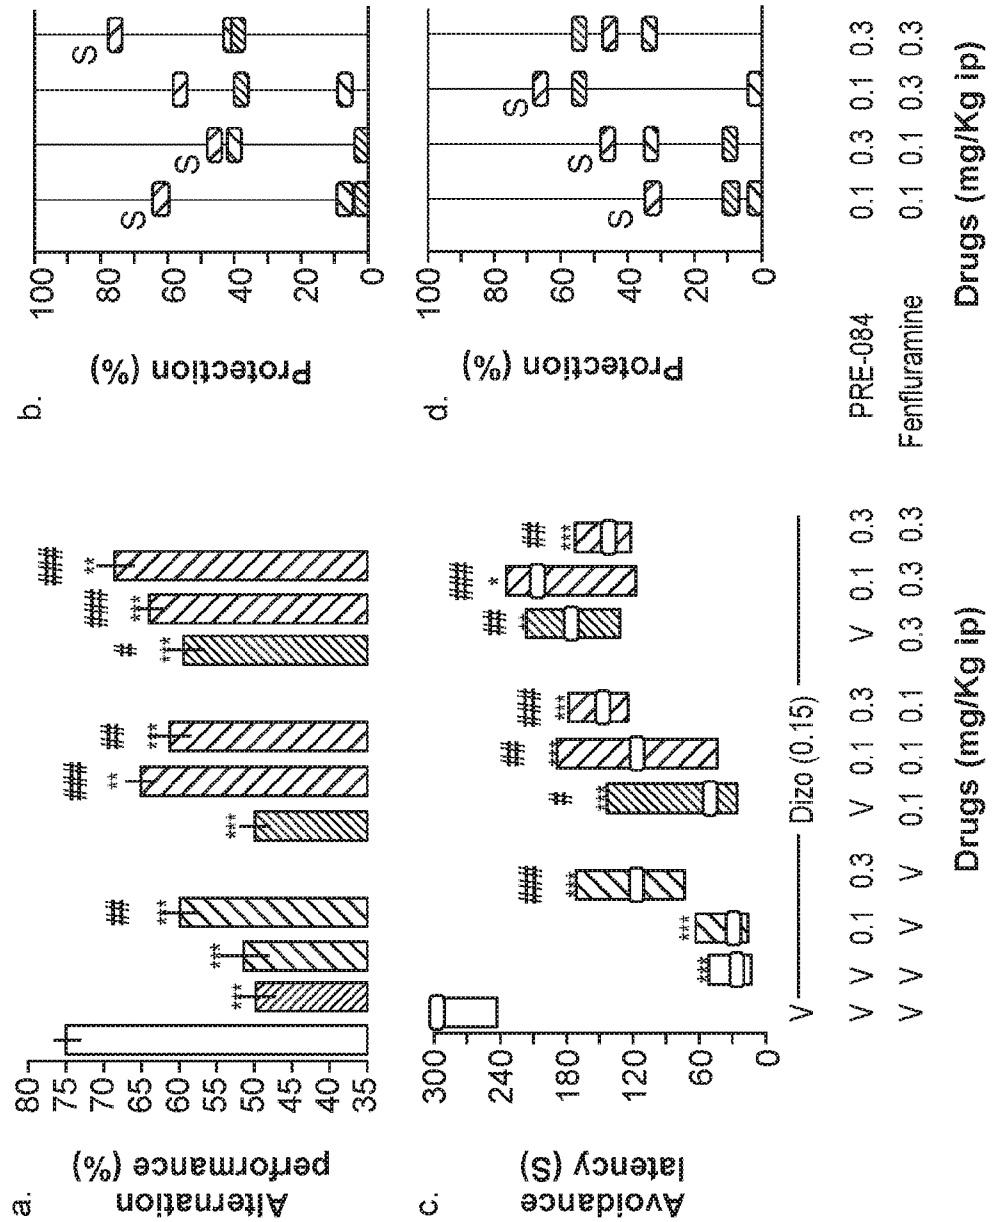 a.
Alternation
performance
(%)
80
75
70
65
60
55
50
45
40
35
***
***
***
##
***
**
###
***
##
***
#
***
###
**
###
b.
Protection (%)
100
80
60
40
20
0
S
S
S
c.
Avoidance
latency (S)
300
240
180
120
60
0
***
***
***
###
***
#
***
##
***
###
**
##
*
###
***
##
V
Dizo (0.15)
V V 0.1 0.3 V 0.1 0.3 V 0.1 0.3
V V V V 0.1 0.1 0.1 0.3 0.3 0.3
Drugs (mg/Kg ip)
d.
Protection (%)
100
80
60
40
20
0
S
S
S
PRE-084 0.1 0.3 0.1 0.3
Fenfluramine 0.1 0.1 0.3 0.3
Drugs (mg/Kg ip)